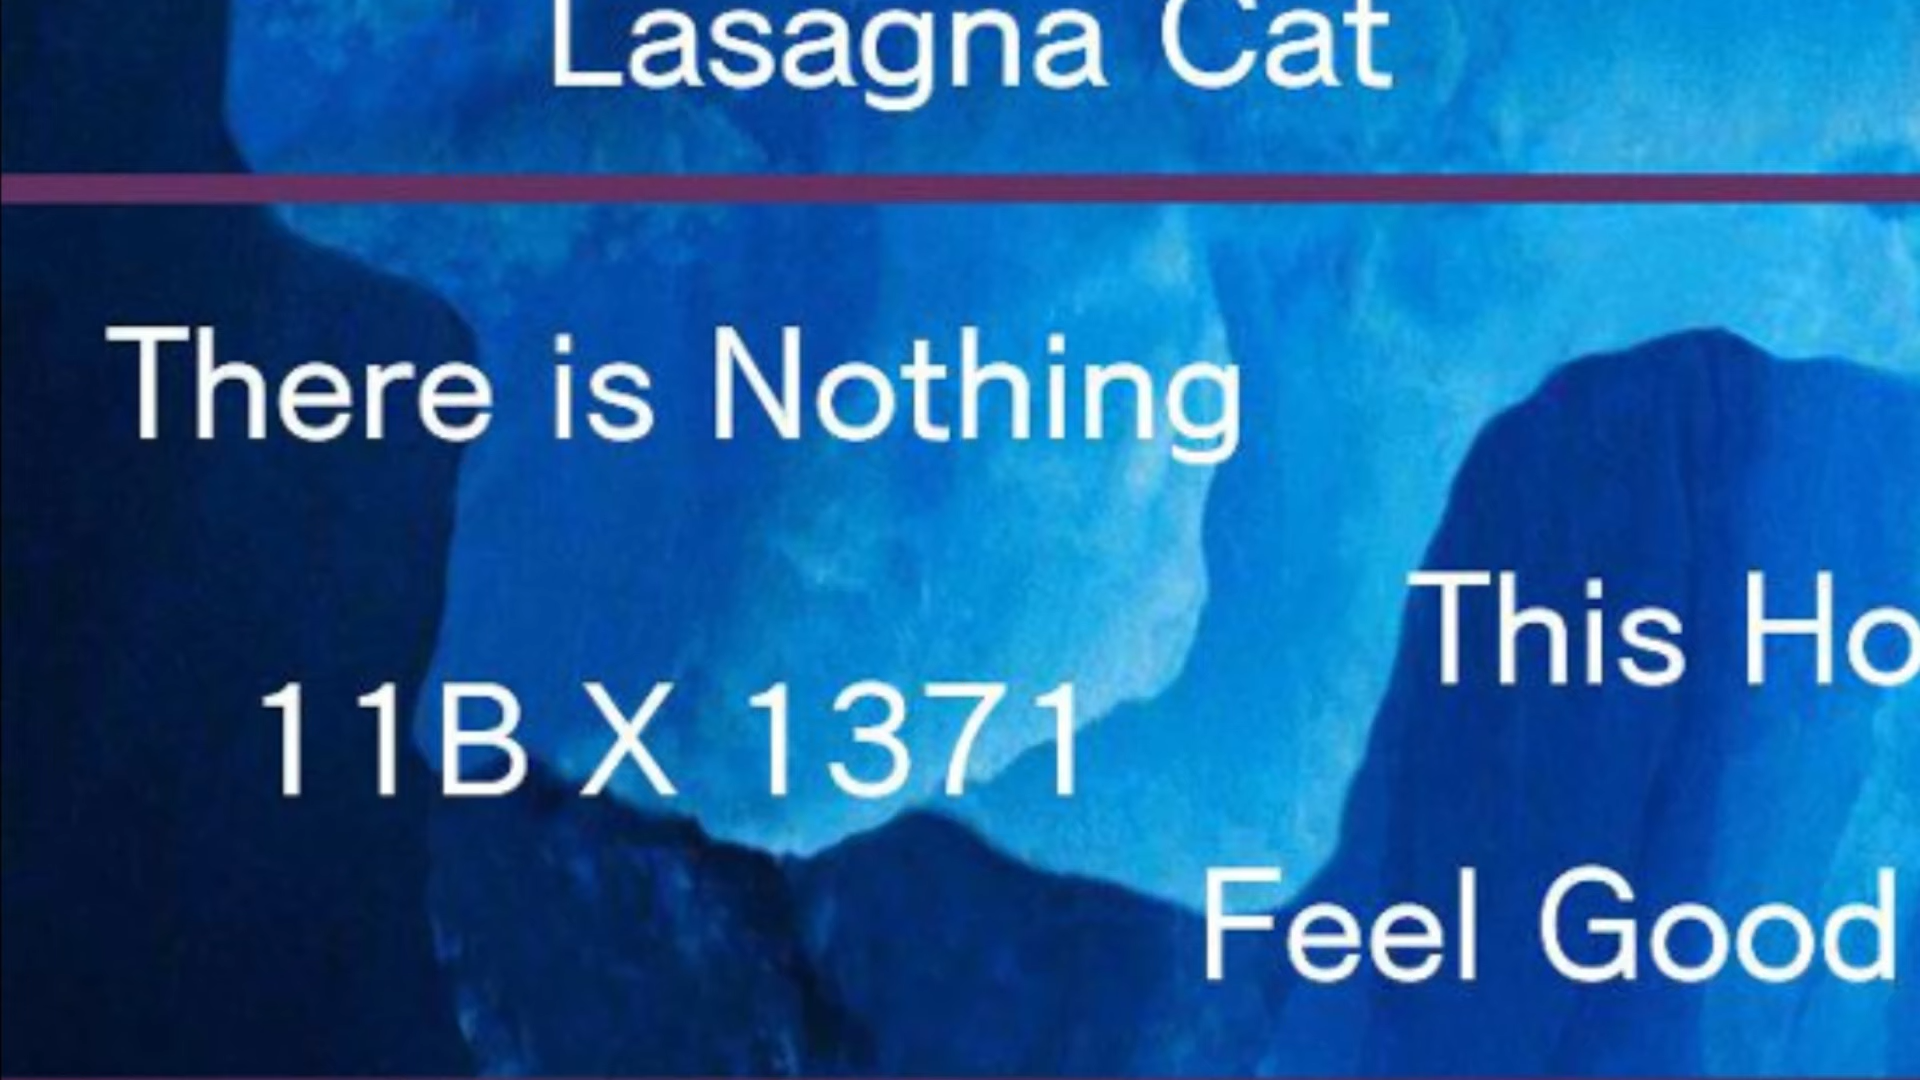 Lasagna Cat
There is Nothing
This Ho
11B X 1371
Feel Good